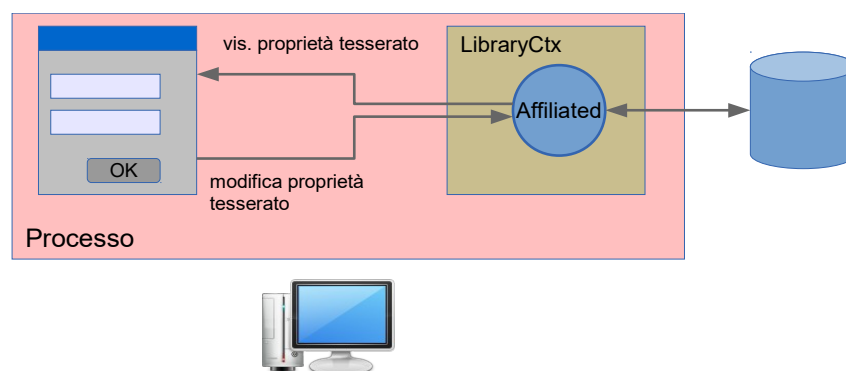 vis. proprietà tesserato
LibraryCtx
Affiliated
OK
modifica proprietà
tesserato
Processo